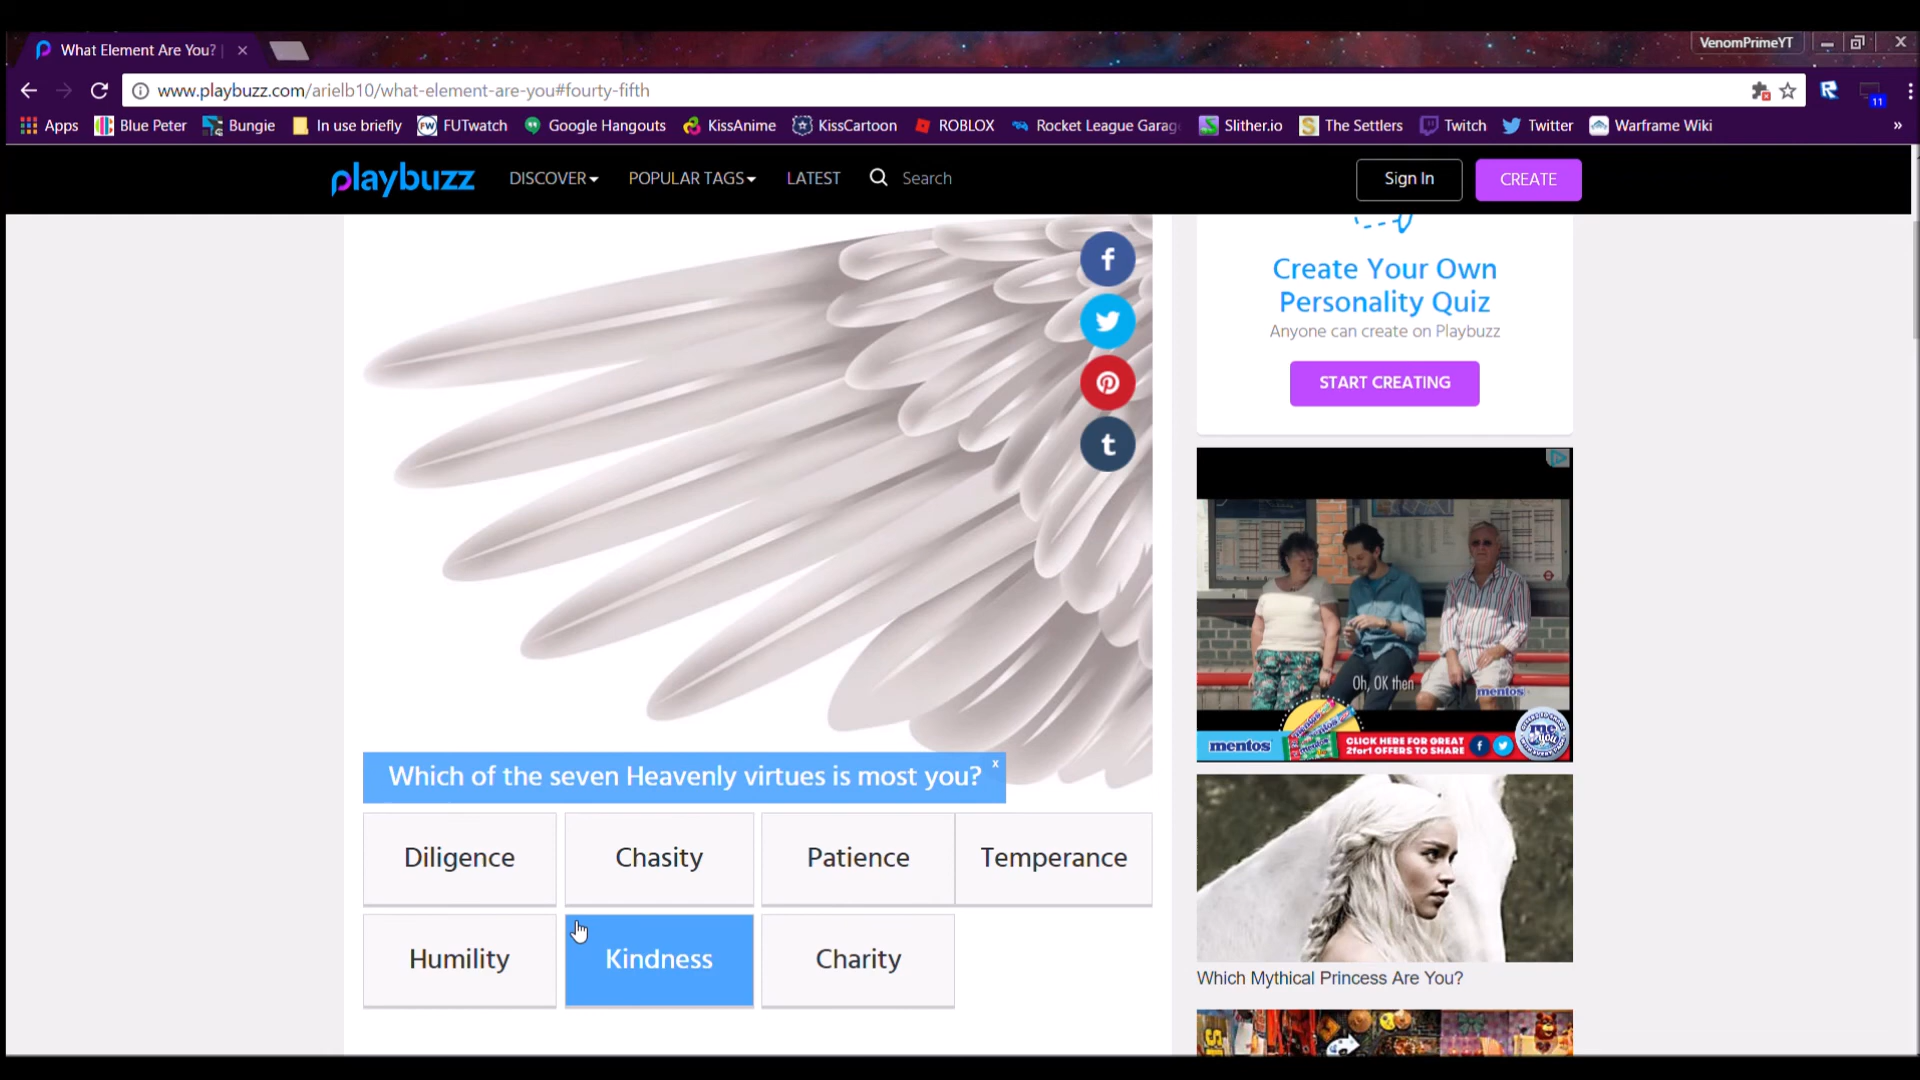 What Element Are You? |
VenomPrimeYT
www.playbuzz.com/arielb10/what-element-are-you#fourty-fifth
11
Apps Blue Peter Bungie In use briefly FUTwatch Google Hangouts KissAnime KissCartoon ROBLOX Rocket League Garag Slither.io The Settlers Twitch Twitter Warframe Wiki »
playbuzz DISCOVER POPULAR TAGS LATEST Search Sign In CREATE
Create Your Own
Personality Quiz
Anyone can create on Playbuzz
START CREATING
Oh, OK then
mentos
mentos CLICK HERE FOR GREAT
2for1 OFFERS TO SHARE
Which of the seven Heavenly virtues is most you? x
Diligence Chasity Patience Temperance
Humility Kindness Charity
Which Mythical Princess Are You?